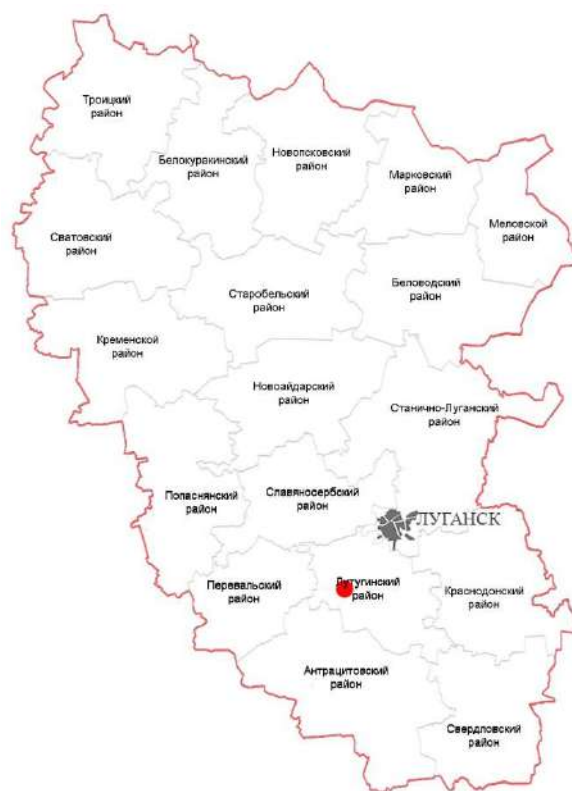 Троицкий
район
Белокуракинский
район
Новопсковский
район
Марковский
район
Меловской
район
Сватовский
район
Старобельский
район
Беловодский
район
Кременской
район
Новоайдарский
район
Станично-Луганский
район
Попаснянский
район
Славяносербский
район
ЛУГАНСК
Перевальский
район
Лутугинский
район
Краснодонский
район
Антрацитовский
район
Свердловский
район